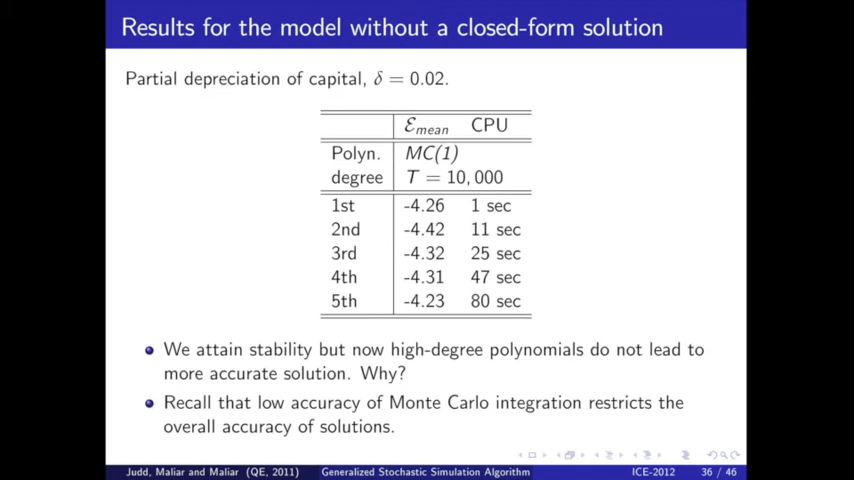 Results for the model without a closed-form solution
Partial depreciation of capital, δ = 0.02.
ℰmean CPU
Polyn. MC(1)
degree T = 10,000
1st -4.26 1 sec
2nd -4.42 11 sec
3rd -4.32 25 sec
4th -4.31 47 sec
5th -4.23 80 sec
We attain stability but now high-degree polynomials do not lead to
more accurate solution. Why?
Recall that low accuracy of Monte Carlo integration restricts the
overall accuracy of solutions.
Judd, Maliar and Maliar (QE, 2011) Generalized Stochastic Simulation Algorithm ICE-2012 36 / 46